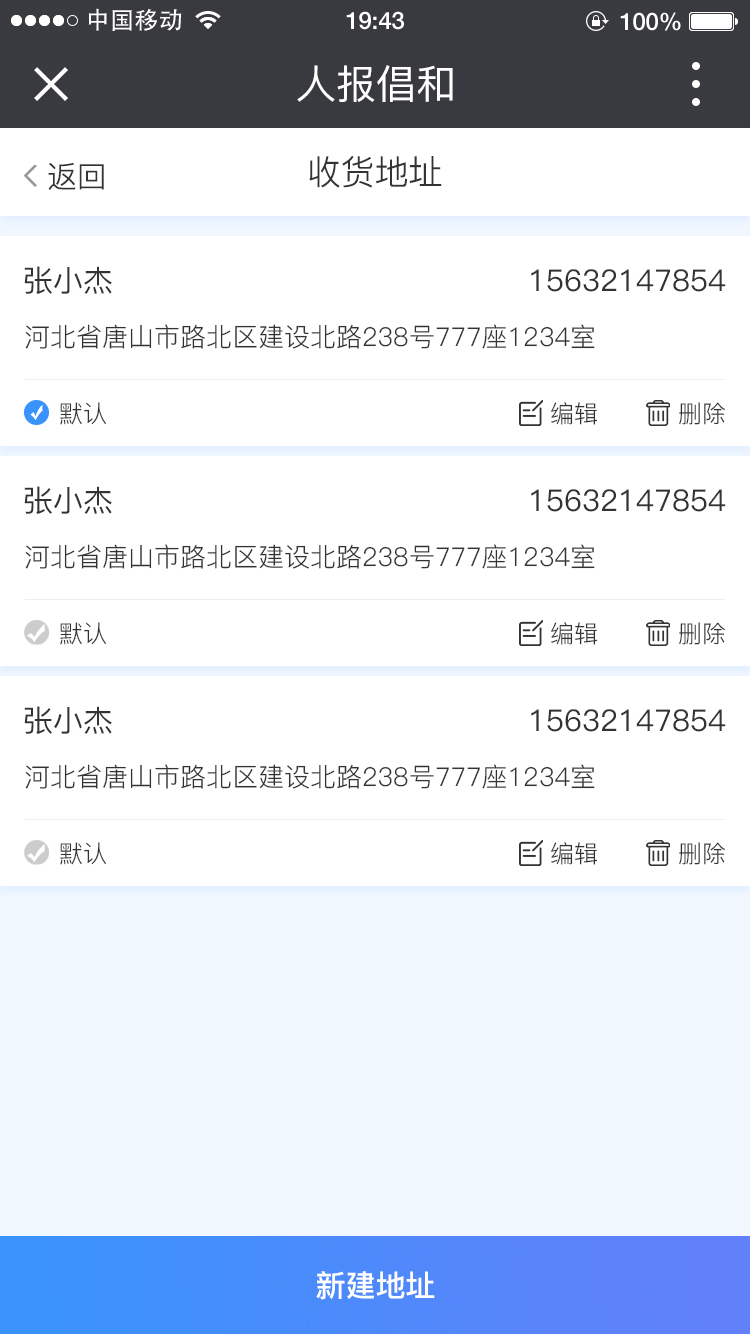 中国移动 19:43 100%
人报倡和
返回 收货地址
张小杰 15632147854
河北省唐山市路北区建设北路238号777座1234室
默认 编辑 删除
张小杰 15632147854
河北省唐山市路北区建设北路238号777座1234室
默认 编辑 删除
张小杰 15632147854
河北省唐山市路北区建设北路238号777座1234室
默认 编辑 删除
新建地址